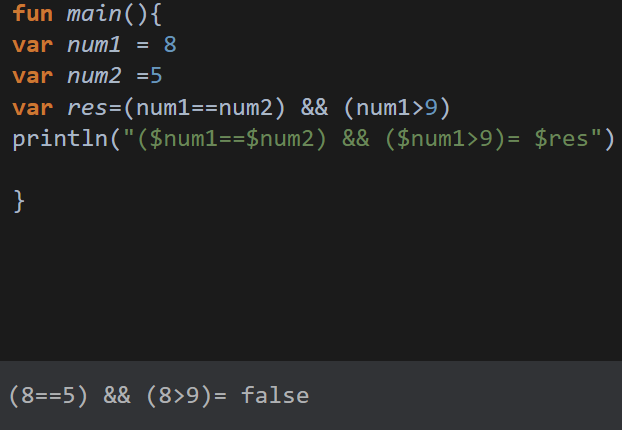 fun main(){
var num1 = 8
var num2 =5
var res=(num1==num2) && (num1>9)
println("($num1==$num2) && ($num1>9)= $res")
}
(8==5) && (8>9)= false